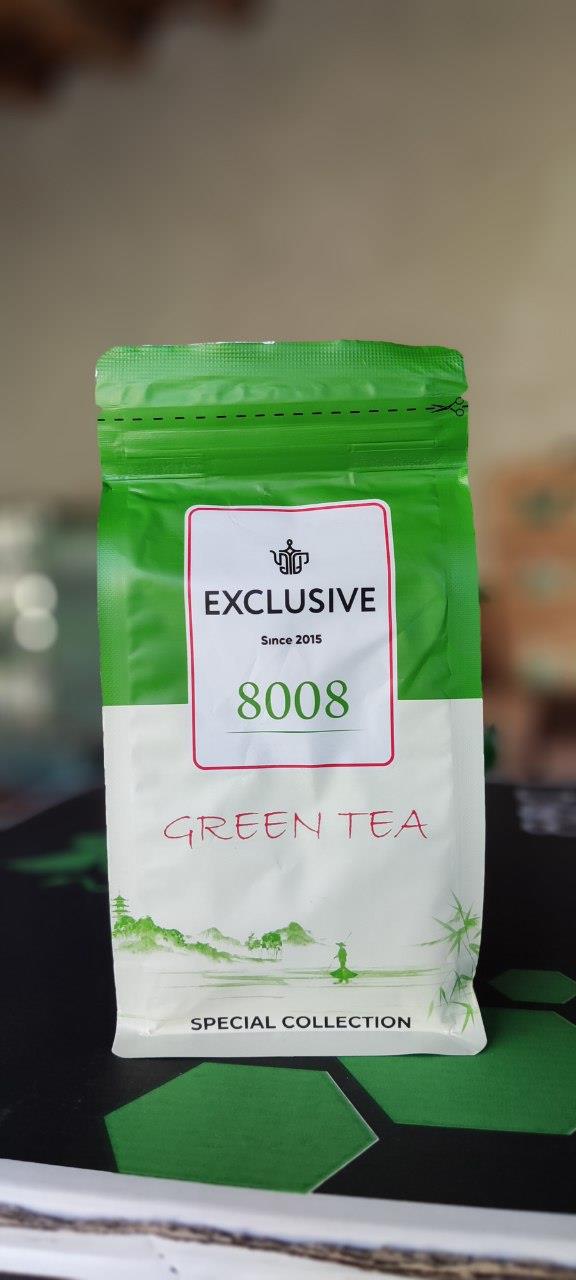 EXCLUSIVE
Since 2015
8008
GREEN TEA
SPECIAL COLLECTION